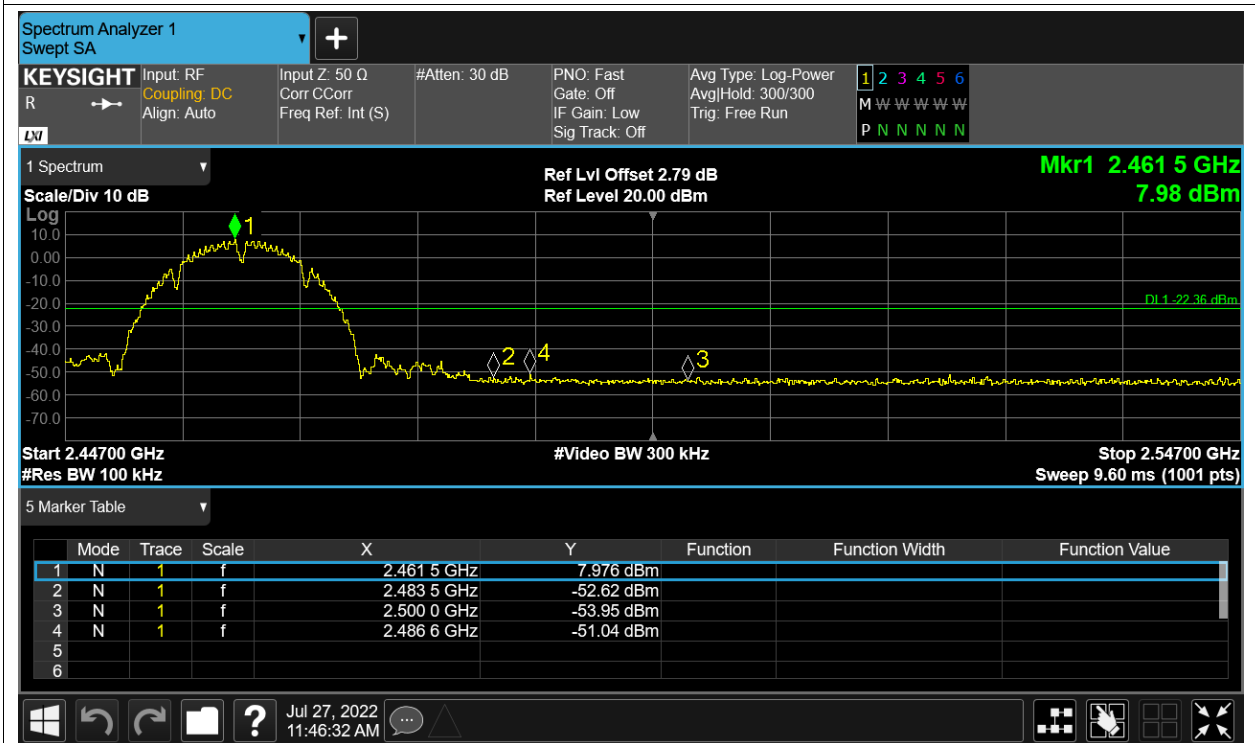 Spectrum Analyzer 1
Swept SA
KEYSIGHT
R
LXI
Input: RF
Coupling: DC
Align: Auto
Input Z: 50 Ω
Corr CCorr
Freq Ref: Int (S)
#Atten: 30 dB
PNO: Fast
Gate: Off
IF Gain: Low
Sig Track: Off
Avg Type: Log-Power
Avg|Hold: 300/300
Trig: Free Run
1 2 3 4 5 6
M W W W W W
P N N N N N
1 Spectrum
Scale/Div 10 dB
Ref Lvl Offset 2.79 dB
Ref Level 20.00 dBm
Mkr1 2.461 5 GHz
7.98 dBm
Log
10.0
0.00
-10.0
-20.0
-30.0
-40.0
-50.0
-60.0
-70.0
1
2
4
3
DL1 -22.36 dBm
Start 2.44700 GHz
#Res BW 100 kHz
#Video BW 300 kHz
Stop 2.54700 GHz
Sweep 9.60 ms (1001 pts)
5 Marker Table
Mode Trace Scale X Y Function Function Width Function Value
1 N 1 f 2.461 5 GHz 7.976 dBm
2 N 1 f 2.483 5 GHz -52.62 dBm
3 N 1 f 2.500 0 GHz -53.95 dBm
4 N 1 f 2.486 6 GHz -51.04 dBm
5
6
?
Jul 27, 2022
11:46:32 AM